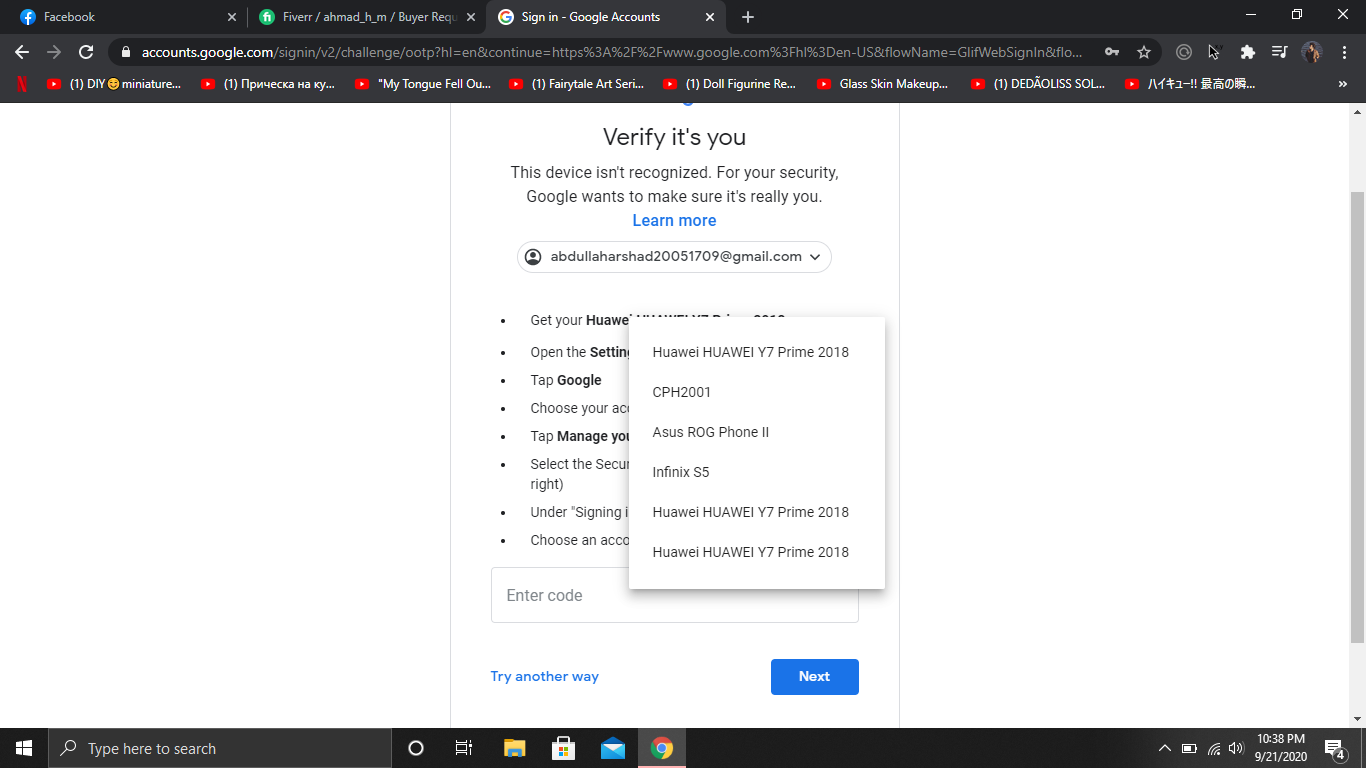 Facebook
Fiverr / ahmad_h_m / Buyer Requ
Sign in - Google Accounts
accounts.google.com/signin/v2/challenge/ootp?hl=en&continue=https%3A%2F%2Fwww.google.com%3Fhl%3Den-US&flowName=GlifWebSignIn&flo...
(1) DIY😊miniature...
(1) Прическа на ку...
"My Tongue Fell Ou...
(1) Fairytale Art Seri...
(1) Doll Figurine Re...
Glass Skin Makeup...
(1) DEDÃOLISS SOL...
ハイキュー!! 最高の瞬...
»
Verify it's you
This device isn't recognized. For your security,
Google wants to make sure it's really you.
Learn more
abdullaharshad20051709@gmail.com
Get your Huawei HUAWEI Y7 Prime 2018
Open the Setting
Tap Google
Choose your acc
Tap Manage you
Select the Secur
right)
Under "Signing i
Choose an acco
Huawei HUAWEI Y7 Prime 2018
CPH2001
Asus ROG Phone II
Infinix S5
Huawei HUAWEI Y7 Prime 2018
Huawei HUAWEI Y7 Prime 2018
Enter code
Try another way
Next
Type here to search
10:38 PM
9/21/2020
4